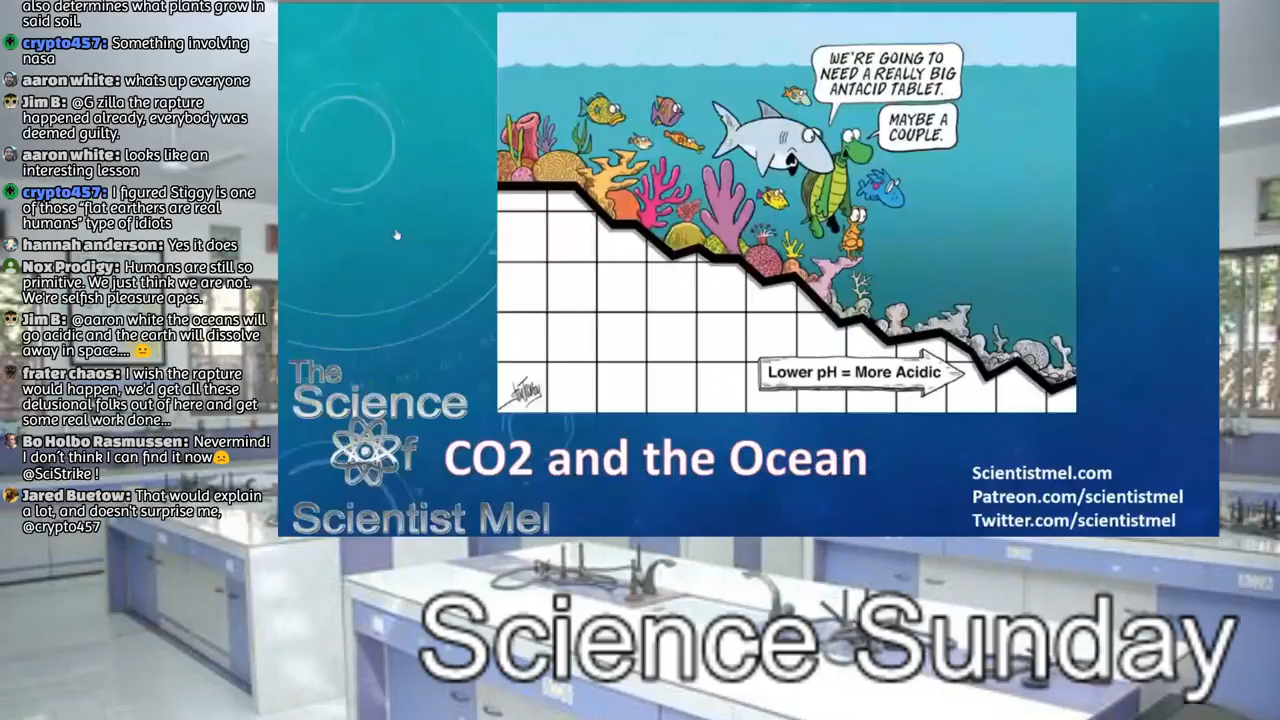 also determines what plants grow in
said soil.
crypto457: Something involving
nasa
aaron white: whats up everyone
Jim B: @G zilla the rapture
happened already, everybody was
deemed guilty.
aaron white: looks like an
interesting lesson
crypto457: I figured Stiggy is one
of those "flat earthers are real
humans" type of idiots
hannah anderson: Yes it does
Nox Prodigy: Humans are still so
primitive. We just think we are not.
We're selfish pleasure apes.
Jim B: @aaron white the oceans will
go acidic and the earth will dissolve
away in space.... 😐
frater chaos: I wish the rapture
would happen, we'd get all these
delusional folks out of here and get
some real work done...
Bo Holbo Rasmussen: Nevermind!
I don't think I can find it now☹️
@SciStrike !
Jared Buetow: That would explain
a lot, and doesn't surprise me,
@crypto457
WE'RE GOING TO
NEED A REALLY BIG
ANTACID TABLET.
MAYBE A
COUPLE.
Lower pH = More Acidic
The
Science
of
Scientist Mel
CO2 and the Ocean
Scientistmel.com
Patreon.com/scientistmel
Twitter.com/scientistmel
Science Sunday